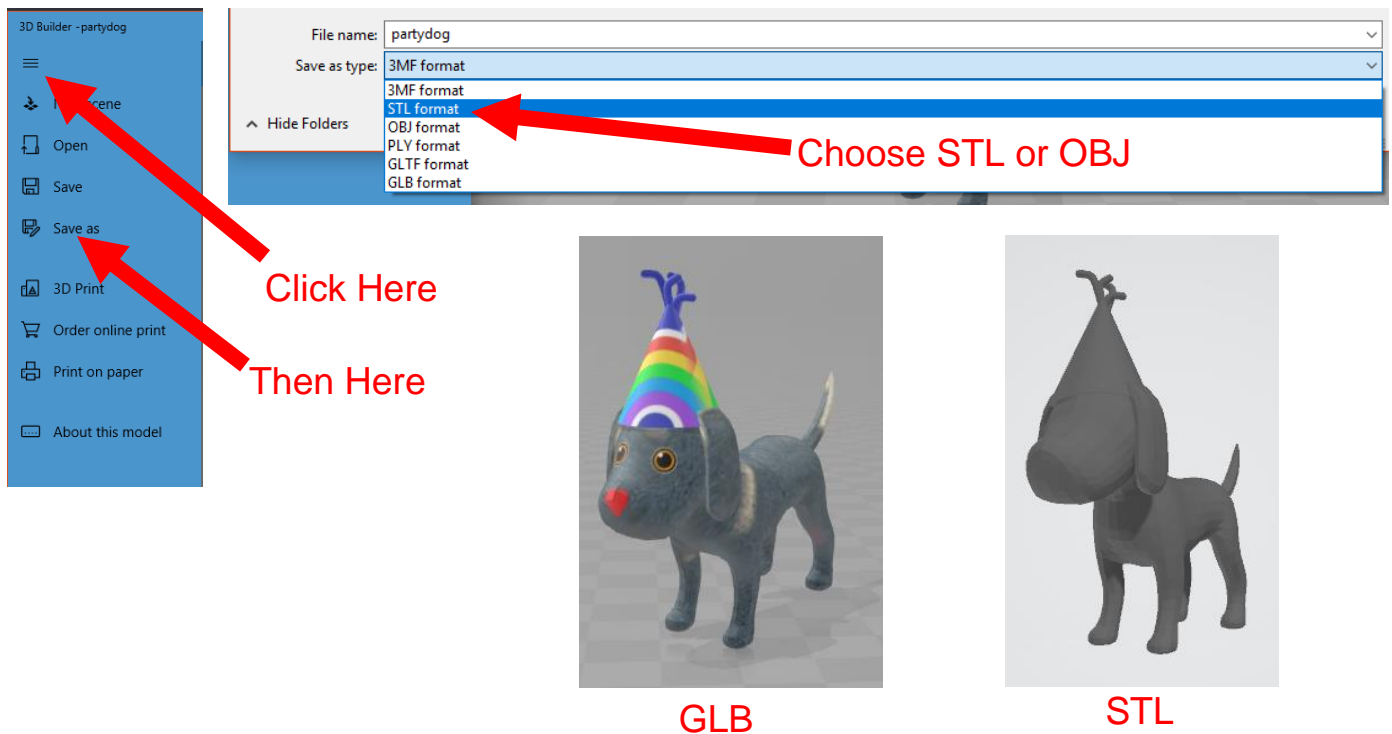 3D Builder -partydog
scene
Open
Save
Save as
3D Print
Order online print
Print on paper
About this model
File name: partydog
Save as type: 3MF format
3MF format
STL format
OBJ format
PLY format
GLTF format
GLB format
Hide Folders
Choose STL or OBJ
Click Here
Then Here
GLB
STL